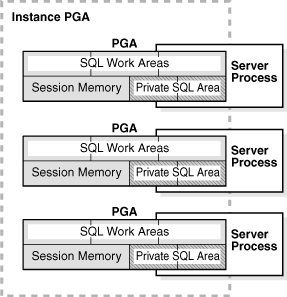 Instance PGA
PGA
SQL Work Areas
Session Memory
Private SQL Area
Server
Process
PGA
SQL Work Areas
Session Memory
Private SQL Area
Server
Process
PGA
SQL Work Areas
Session Memory
Private SQL Area
Server
Process